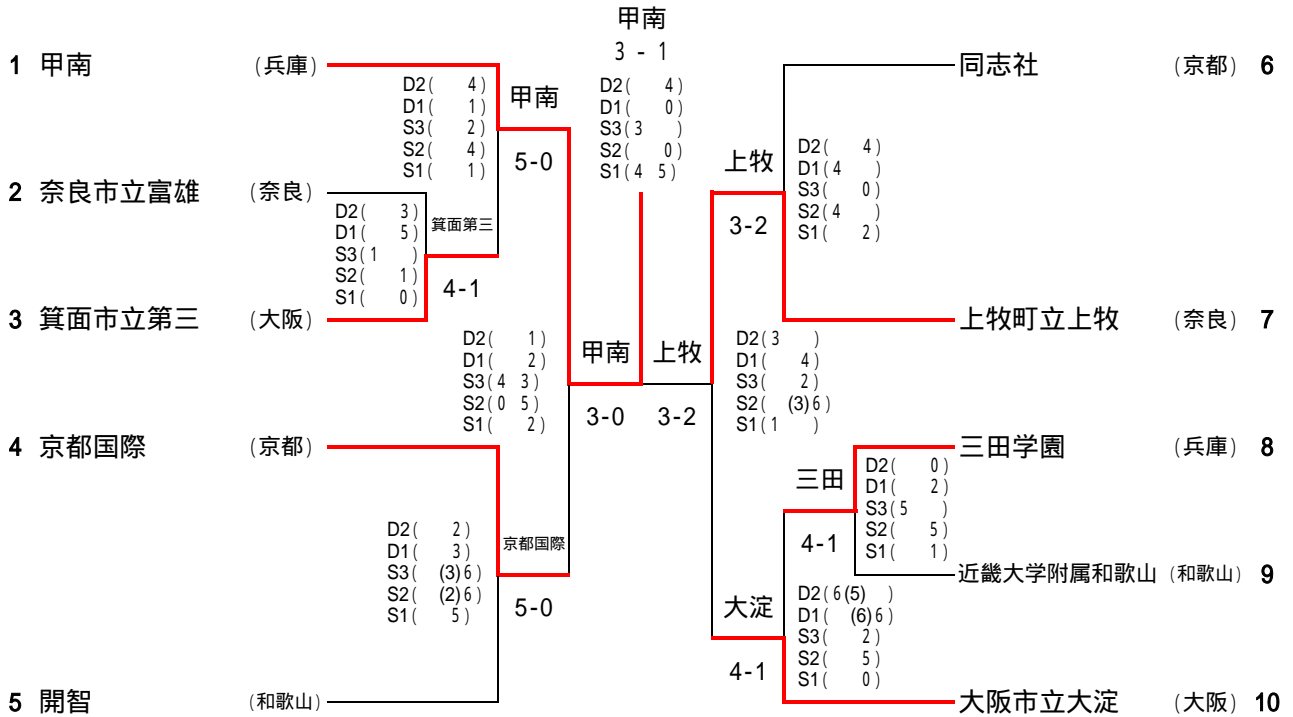 甲南
3 - 1
D2( 4)
D1( 0)
S3(3 )
S2( 0)
S1(4 5)
1 甲南 (兵庫)
D2( 4)
D1( 1)
S3( 2)
S2( 4)
S1( 1)
甲南
5-0
2 奈良市立富雄 (奈良)
D2( 3)
D1( 5)
S3(1 )
S2( 1)
S1( 0)
箕面第三
4-1
3 箕面市立第三 (大阪)
D2( 1)
D1( 2)
S3(4 3)
S2(0 5)
S1( 2)
甲南
3-0
4 京都国際 (京都)
D2( 2)
D1( 3)
S3( (3)6)
S2( (2)6)
S1( 5)
京都国際
5-0
5 開智 (和歌山)
同志社 (京都) 6
上牧
3-2
D2( 4)
D1(4 )
S3( 0)
S2(4 )
S1( 2)
上牧町立上牧 (奈良) 7
上牧
3-2
D2(3 )
D1( 4)
S3( 2)
S2( (3)6)
S1(1 )
三田学園 (兵庫) 8
三田
4-1
D2( 0)
D1( 2)
S3(5 )
S2( 5)
S1( 1)
近畿大学附属和歌山 (和歌山) 9
大淀
4-1
D2(6(5) )
D1( (6)6)
S3( 2)
S2( 5)
S1( 0)
大阪市立大淀 (大阪) 10